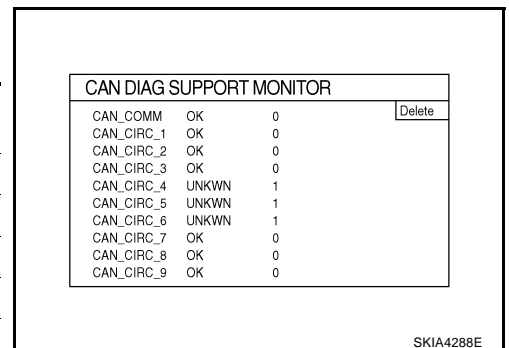 CAN DIAG SUPPORT MONITOR
Delete
CAN_COMM OK 0
CAN_CIRC_1 OK 0
CAN_CIRC_2 OK 0
CAN_CIRC_3 OK 0
CAN_CIRC_4 UNKWN 1
CAN_CIRC_5 UNKWN 1
CAN_CIRC_6 UNKWN 1
CAN_CIRC_7 OK 0
CAN_CIRC_8 OK 0
CAN_CIRC_9 OK 0
SKIA4288E